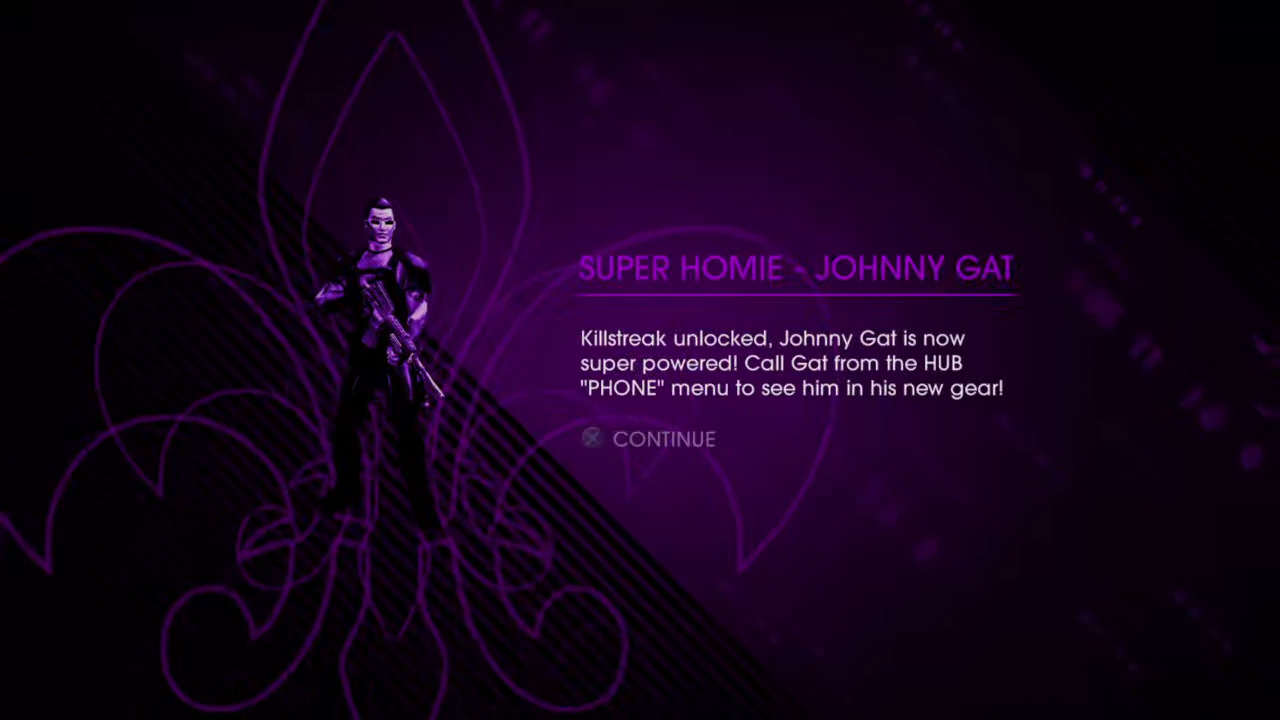 SUPER HOMIE - JOHNNY GAT
Killstreak unlocked, Johnny Gat is now
super powered! Call Gat from the HUB
"PHONE" menu to see him in his new gear!
CONTINUE